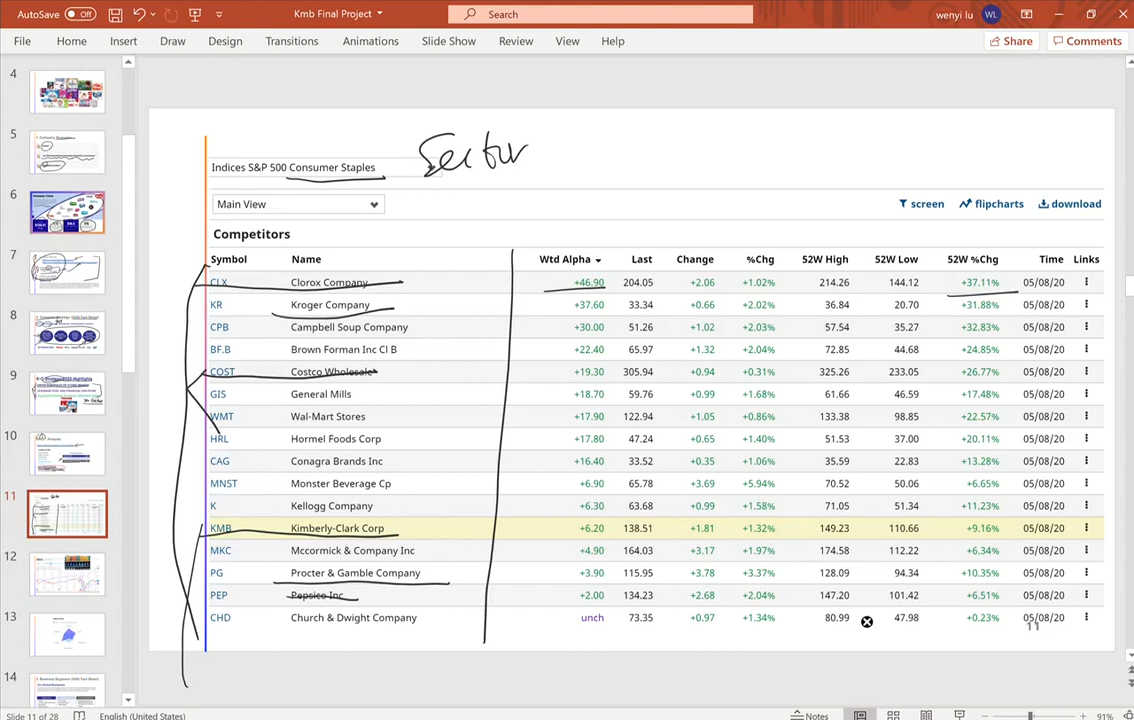 AutoSave Off Kmb Final Project Search wenyi lu WL
File Home Insert Draw Design Transitions Animations Slide Show Review View Help Share Comments
4
5
6
7
8
9
10
11
12
13
14
Sector
Indices S&P 500 Consumer Staples
Main View screen flipcharts download
Competitors
Symbol Name Wtd Alpha Last Change %Chg 52W High 52W Low 52W %Chg Time Links
CLX Clorox Company +46.90 204.05 +2.06 +1.02% 214.26 144.12 +37.11% 05/08/20
KR Kroger Company +37.60 33.34 +0.66 +2.02% 36.84 20.70 +31.88% 05/08/20
CPB Campbell Soup Company +30.00 51.26 +1.02 +2.03% 57.54 35.27 +32.83% 05/08/20
BF.B Brown Forman Inc Cl B +22.40 65.97 +1.32 +2.04% 72.85 44.68 +24.85% 05/08/20
COST Costco Wholesale +19.30 305.94 +0.94 +0.31% 325.26 233.05 +26.77% 05/08/20
GIS General Mills +18.70 59.76 +0.99 +1.68% 61.66 46.59 +17.48% 05/08/20
WMT Wal-Mart Stores +17.90 122.94 +1.05 +0.86% 133.38 98.85 +22.57% 05/08/20
HRL Hormel Foods Corp +17.80 47.24 +0.65 +1.40% 51.53 37.00 +20.11% 05/08/20
CAG Conagra Brands Inc +16.40 33.52 +0.35 +1.06% 35.59 22.83 +13.28% 05/08/20
MNST Monster Beverage Cp +6.90 65.78 +3.69 +5.94% 70.52 50.06 +6.65% 05/08/20
K Kellogg Company +6.30 63.68 +0.99 +1.58% 71.05 51.34 +11.23% 05/08/20
KMB Kimberly-Clark Corp +6.20 138.51 +1.81 +1.32% 149.23 110.66 +9.16% 05/08/20
MKC Mccormick & Company Inc +4.90 164.03 +3.17 +1.97% 174.58 112.22 +6.34% 05/08/20
PG Procter & Gamble Company +3.90 115.95 +3.78 +3.37% 128.09 94.34 +10.35% 05/08/20
PEP Pepsico Inc +2.00 134.23 +2.68 +2.04% 147.20 101.42 +6.51% 05/08/20
CHD Church & Dwight Company unch 73.35 +0.97 +1.34% 80.99 47.98 +0.23% 05/08/20
11
Slide 11 of 28 English (United States) Notes 91%